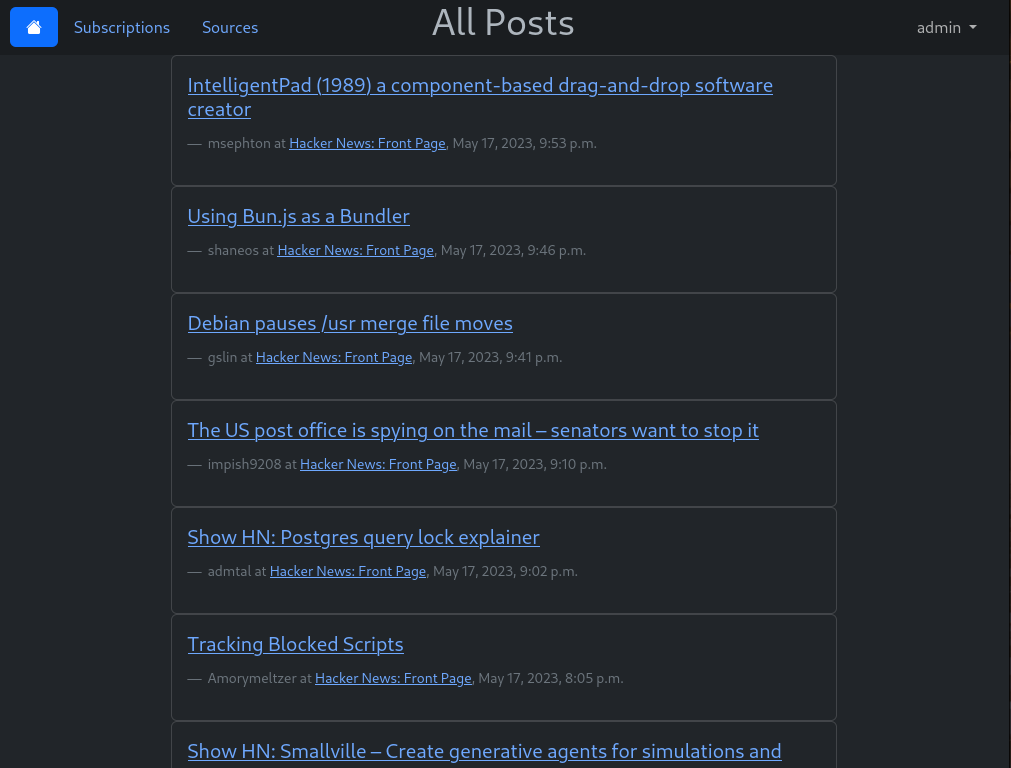 Subscriptions
Sources
All Posts
admin
IntelligentPad (1989) a component-based drag-and-drop software
creator
— msephton at Hacker News: Front Page, May 17, 2023, 9:53 p.m.
Using Bun.js as a Bundler
— shaneos at Hacker News: Front Page, May 17, 2023, 9:46 p.m.
Debian pauses /usr merge file moves
— gslin at Hacker News: Front Page, May 17, 2023, 9:41 p.m.
The US post office is spying on the mail – senators want to stop it
— impish9208 at Hacker News: Front Page, May 17, 2023, 9:10 p.m.
Show HN: Postgres query lock explainer
— admtal at Hacker News: Front Page, May 17, 2023, 9:02 p.m.
Tracking Blocked Scripts
— Amorymeltzer at Hacker News: Front Page, May 17, 2023, 8:05 p.m.
Show HN: Smallville – Create generative agents for simulations and